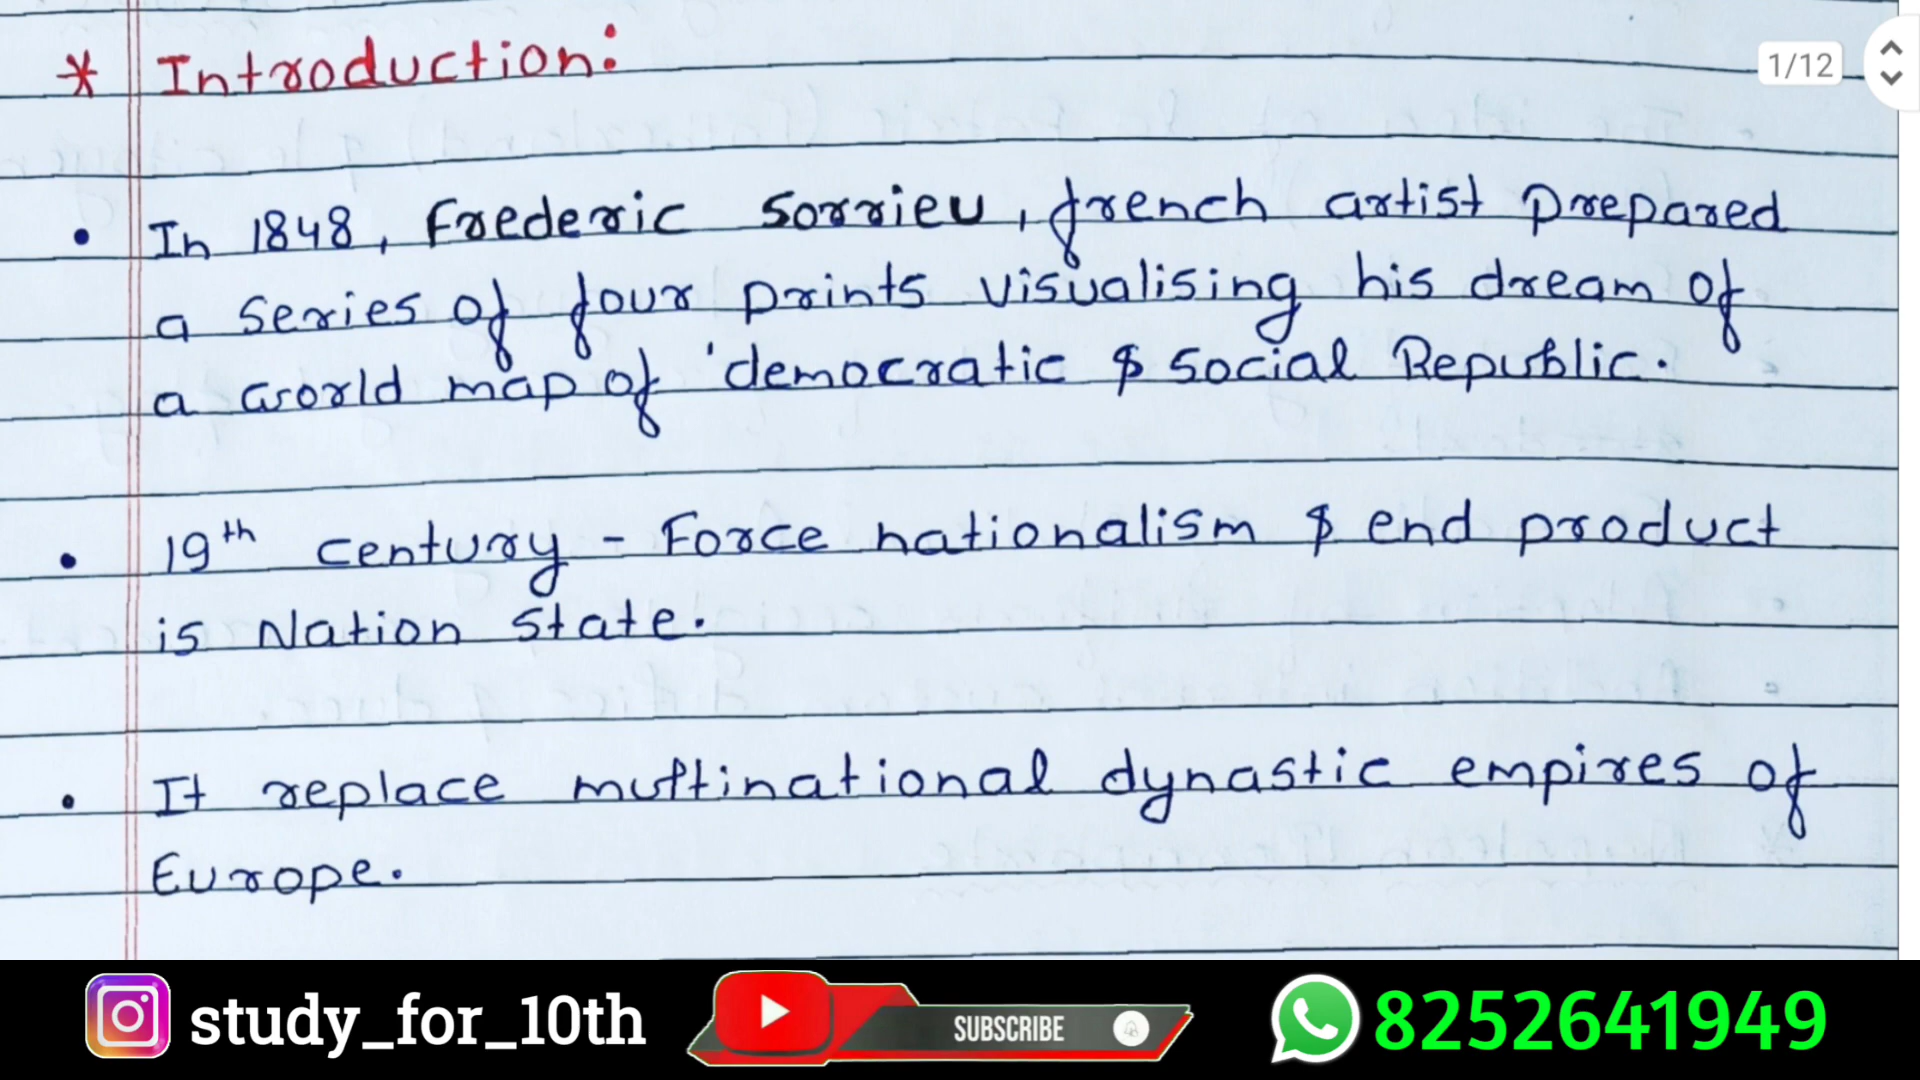 * Introduction:
1/12
• In 1848, Frederic Sorrieu, french artist prepared
a series of four prints visualising his dream of
a world map of 'democratic & Social Republic.
• 19th century - Force nationalism & end product
is Nation state.
• It replace multinational dynastic empires of
Europe.
study_for_10th SUBSCRIBE 8252641949